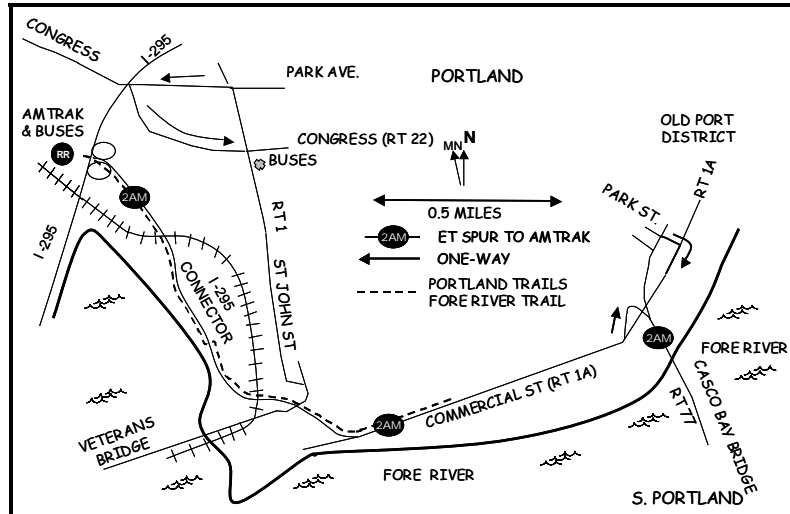 CONGRESS
I-295
PARK AVE.
PORTLAND
AMTRAK
& BUSES
RR
CONGRESS (RT 22)
MN N
OLD PORT
DISTRICT
BUSES
RT 1A
PARK ST.
2AM
0.5 MILES
RT 1
ST JOHN ST
2AM
ET SPUR TO AMTRAK
ONE-WAY
I-295
PORTLAND TRAILS
FORE RIVER TRAIL
I-295
CONNECTOR
2AM
FORE RIVER
COMMERCIAL ST (RT 1A)
2AM
RT 77
CASCO BAY BRIDGE
VETERANS
BRIDGE
FORE RIVER
S. PORTLAND